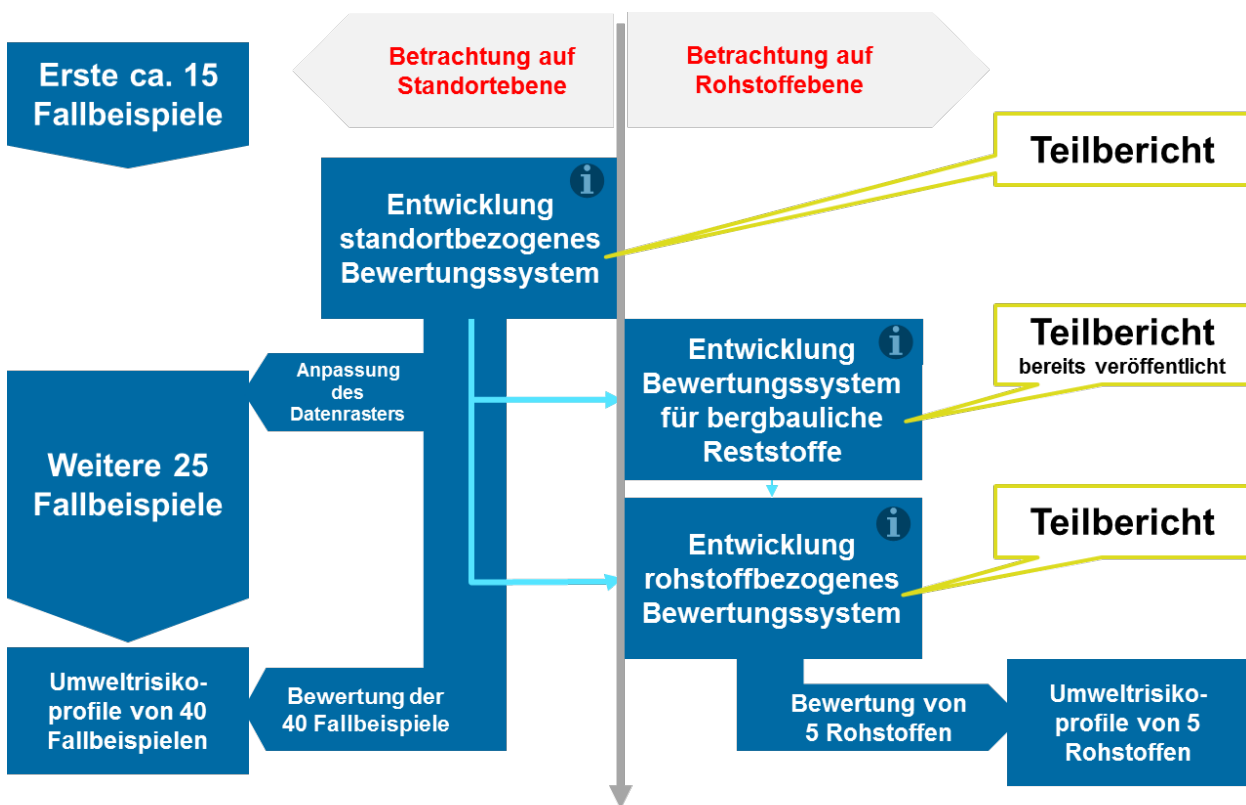 Erste ca. 15
Fallbeispiele
Betrachtung auf
Standortebene
Betrachtung auf
Rohstoffebene
Teilbericht
i
Entwicklung
standortbezogenes
Bewertungssystem
i
Entwicklung
Bewertungssystem
für bergbauliche
Reststoffe
Teilbericht
bereits veröffentlicht
Anpassung
des
Datenrasters
Weitere 25
Fallbeispiele
i
Entwicklung
rohstoffbezogenes
Bewertungssystem
Teilbericht
Umweltrisiko-
profile von 40
Fallbeispielen
Bewertung der
40 Fallbeispiele
Bewertung von
5 Rohstoffen
Umweltrisiko-
profile von 5
Rohstoffen